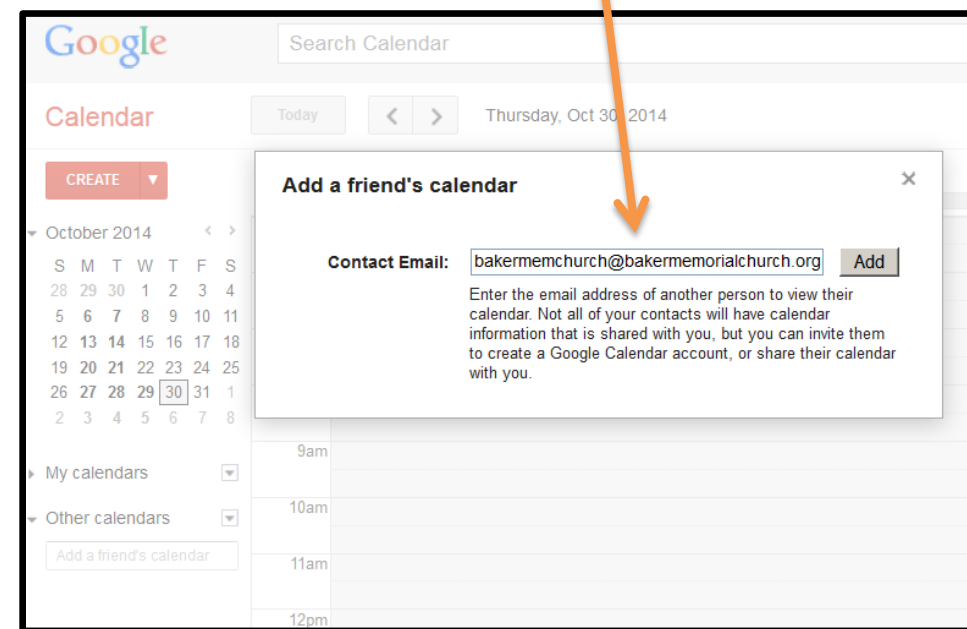 Google
Search Calendar
Calendar
Today < > Thursday, Oct 30, 2014
CREATE
Add a friend's calendar ×
October 2014 < >
S M T W T F S
28 29 30 1 2 3 4
5 6 7 8 9 10 11
12 13 14 15 16 17 18
19 20 21 22 23 24 25
26 27 28 29 30 31 1
2 3 4 5 6 7 8
Contact Email: bakermemchurch@bakermemorialchurch.org Add
Enter the email address of another person to view their
calendar. Not all of your contacts will have calendar
information that is shared with you, but you can invite them
to create a Google Calendar account, or share their calendar
with you.
My calendars
Other calendars
Add a friend's calendar
9am
10am
11am
12pm